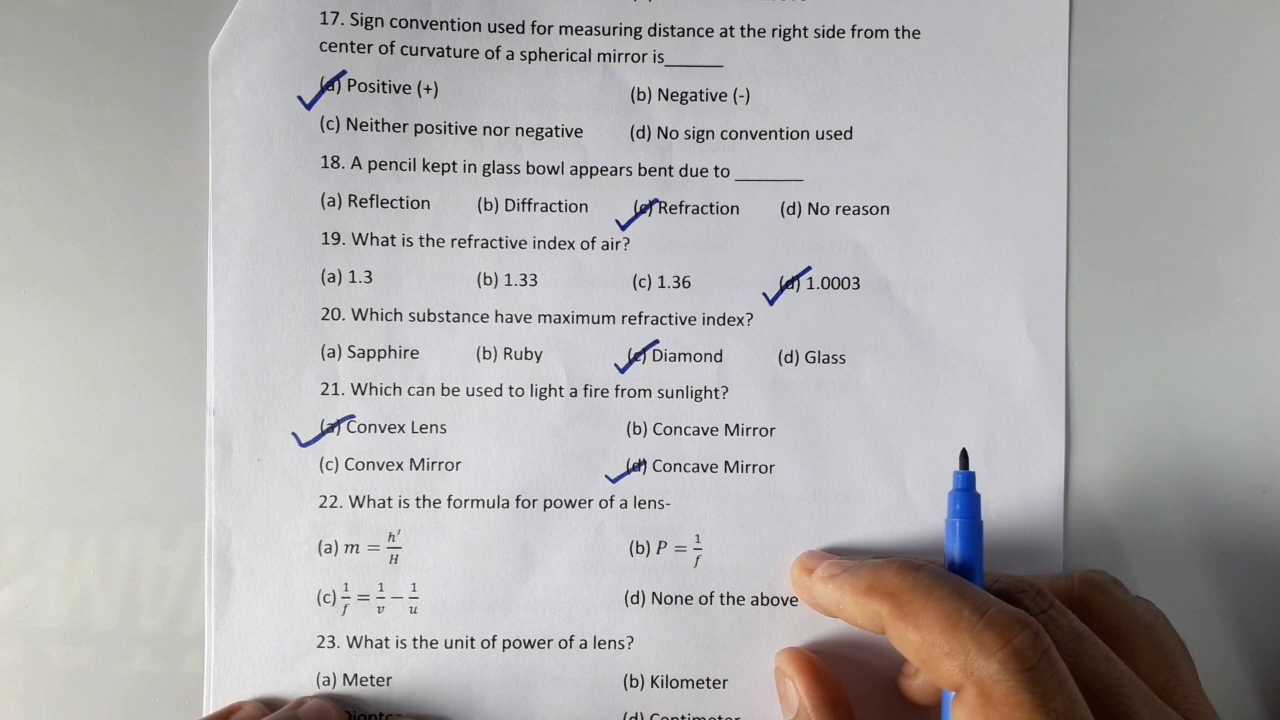 17. Sign convention used for measuring distance at the right side from the
center of curvature of a spherical mirror is______
(a) Positive (+) (b) Negative (-)
(c) Neither positive nor negative (d) No sign convention used
18. A pencil kept in glass bowl appears bent due to _______
(a) Reflection (b) Diffraction (c) Refraction (d) No reason
19. What is the refractive index of air?
(a) 1.3 (b) 1.33 (c) 1.36 (d) 1.0003
20. Which substance have maximum refractive index?
(a) Sapphire (b) Ruby (c) Diamond (d) Glass
21. Which can be used to light a fire from sunlight?
(a) Convex Lens (b) Concave Mirror
(c) Convex Mirror (d) Concave Mirror
22. What is the formula for power of a lens-
(a) m = h'/H (b) P = 1/f
(c) 1/f = 1/v - 1/u (d) None of the above
23. What is the unit of power of a lens?
(a) Meter (b) Kilometer
(d) Centimeter